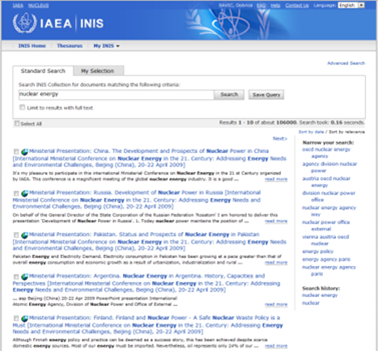 IAEA NUCLEUS
FAQ Help Contact Us Language: English
IAEA INIS
INIS Home Thesaurus My INIS
Advanced Search
Standard Search My Selection
Search INIS Collection for documents matching the following criteria:
nuclear energy Search Save Query
Limit to results with full text
Select All
Results 1 - 10 of about 106000. Search took: 0.16 seconds.
Next>
Sort by date / Sort by relevance
Ministerial Presentation: China. The Development and Prospects of Nuclear Power in China
[International Ministerial Conference on Nuclear Energy in the 21. Century: Addressing Energy Needs
and Environmental Challenges, Beijing (China), 20-22 April 2009]
It's my pleasure to participate in this international Ministerial Conference on Nuclear Energy in the 21 st Century organized
by IAEA. This conference is a magnificent meeting of the global nuclear energy industry. It is a good ... read more
Ministerial Presentation: Russia. Development of Nuclear Power in Russia [International
Ministerial Conference on Nuclear Energy in the 21. Century: Addressing Energy Needs and
Environmental Challenges, Beijing (China), 20-22 April 2009]
On behalf of the General Director of the State Corporation of the Russian Federation 'Rosatom' I am honored to deliver this
presentation 'Development of Nuclear Power in Russia'. 1. Today nuclear power maintains the position of ... read more
Ministerial Presentation: Pakistan. Status and Prospects of Nuclear Energy in Pakistan
[International Ministerial Conference on Nuclear Energy in the 21. Century: Addressing Energy
Needs and Environmental Challenges, Beijing (China), 20-22 April 2009]
Pakistan Energy and Electricity Demand. Electricity consumption in Pakistan has been growing at a pace greater than that of
overall energy consumption and economic growth as a result of urbanization, industrialization and rural ... read more
Ministerial Presentation: Argentina. Nuclear Energy in Argentina. History, Capacities and
Perspectives [International Ministerial Conference on Nuclear Energy in the 21. Century:
Addressing Energy Needs and Environmental Challenges, Beijing (China), 20-22 April 2009]
... aep Beijing (China) 20-22 Apr 2009 PowerPoint presentation International
Atomic Energy Agency, Division of Nuclear Power and Office of External ... read more
Ministerial Presentation: Finland. Finland and Nuclear Power - A Safe Nuclear Waste Policy is a
Must [International Ministerial Conference on Nuclear Energy in the 21. Century: Addressing
Energy Needs and Environmental Challenges, Beijing (China), 20-22 April 2009]
Although Finnish energy policy and practice can be deemed as a success story, this has been achieved despite scarce
domestic energy sources. Most of our energy must be imported. Nevertheless, oil represents only 24% of our ... read more
Narrow your search:
oecd nuclear energy
agency
agency division nuclear
power
austria oecd nuclear
energy
division nuclear power
office
nuclear energy agency
nuclear power office
external
vienna austria oecd
nuclear
energy policy
energy agency paris
nuclear energy agency
paris
Search history:
nuclear energy
Nuclear